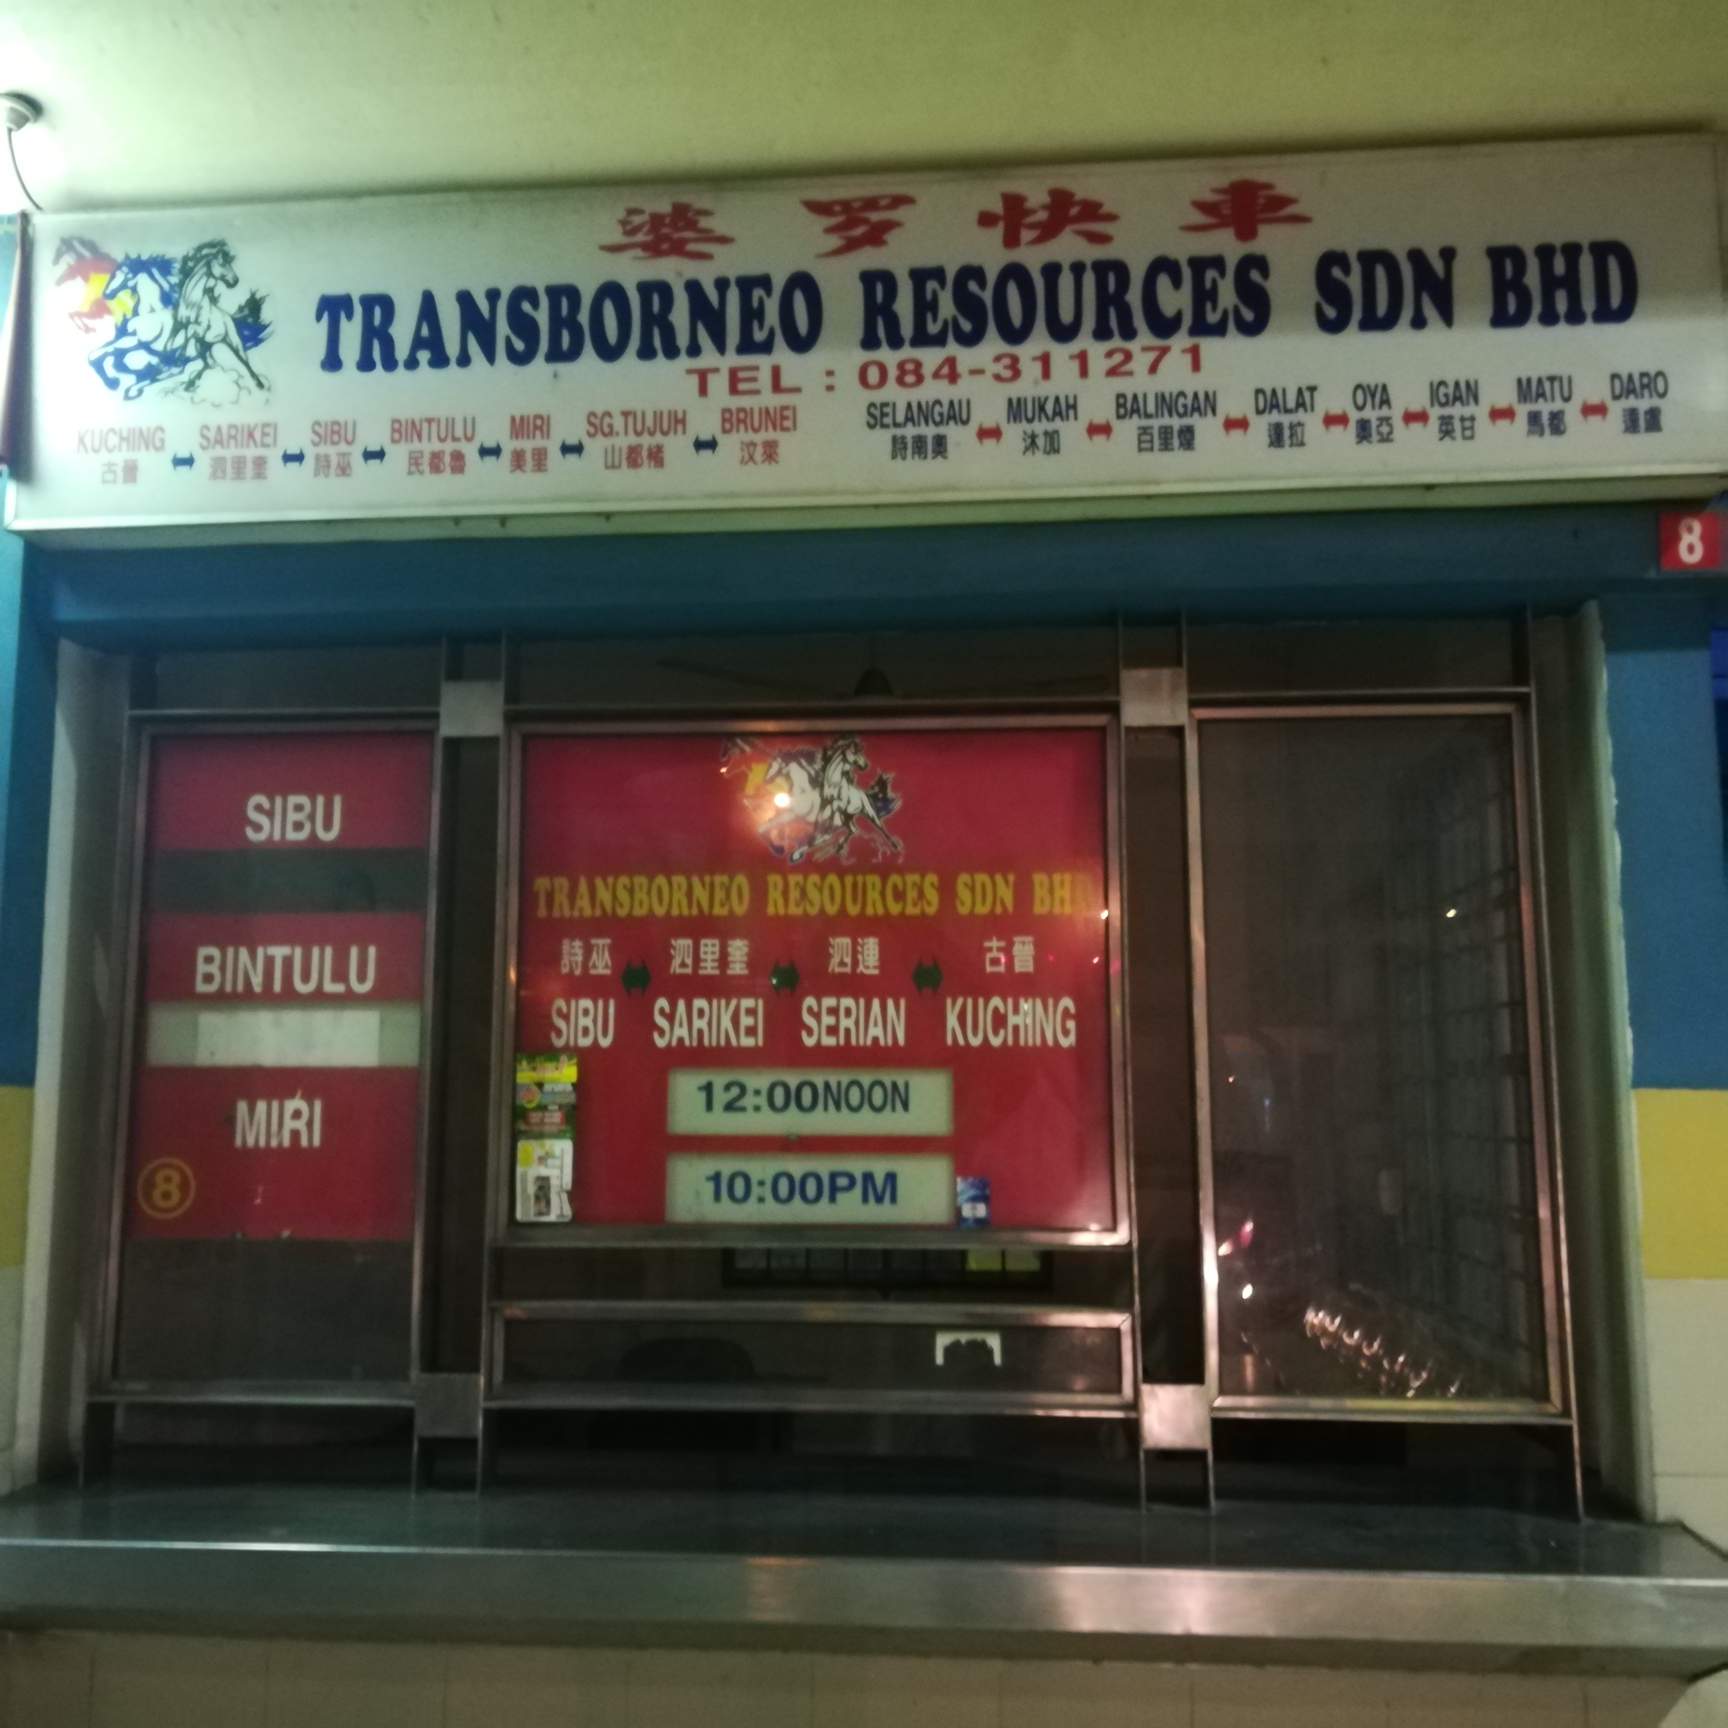 婆罗快車
TRANSBORNEO RESOURCES SDN BHD
TEL : 084-311271
KUCHING SARIKEI SIBU BINTULU MIRI SG.TUJUH BRUNEI
古晉 泗里奎 詩巫 民都魯 美里 山都櫧 汶萊
SELANGAU MUKAH BALINGAN DALAT OYA IGAN MATU DARO
詩南奧 沐加 百里煙 達拉 奧亞 英甘 馬都 達盧
8
SIBU
BINTULU
MIRI
8
TRANSBORNEO RESOURCES SDN BHD
詩巫 泗里奎 泗連 古晉
SIBU SARIKEI SERIAN KUCHING
12:00NOON
10:00PM